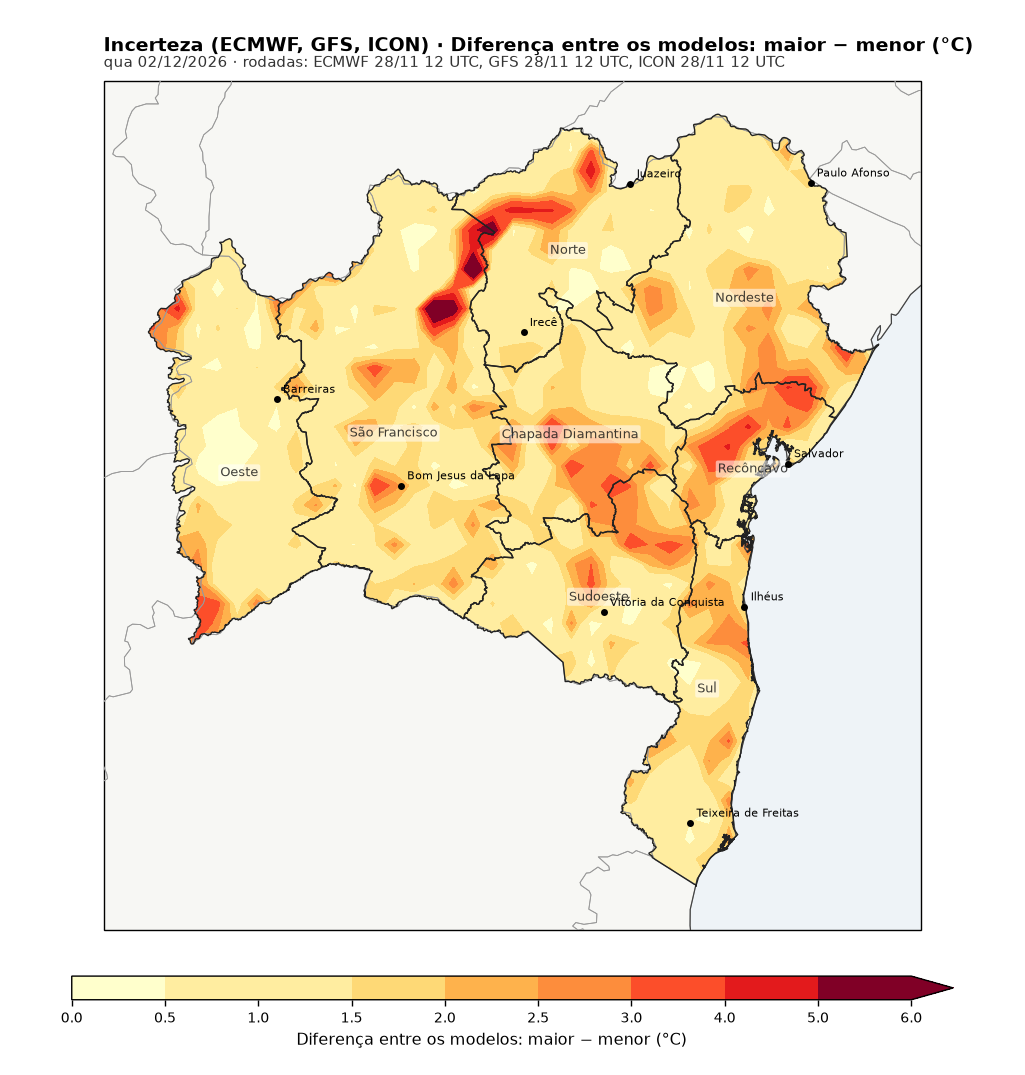 Incerteza (ECMWF, GFS, ICON) · Diferença entre os modelos: maior − menor (°C)
qua 02/12/2026 · rodadas: ECMWF 28/11 12 UTC, GFS 28/11 12 UTC, ICON 28/11 12 UTC
Juazeiro
Paulo Afonso
Norte
Nordeste
Irecê
Barreiras
São Francisco
Chapada Diamantina
Salvador
Oeste
Recôncavo
Bom Jesus da Lapa
Sudoeste
Vitória da Conquista
Ilhéus
Sul
Teixeira de Freitas
0.0 0.5 1.0 1.5 2.0 2.5 3.0 4.0 5.0 6.0
Diferença entre os modelos: maior − menor (°C)